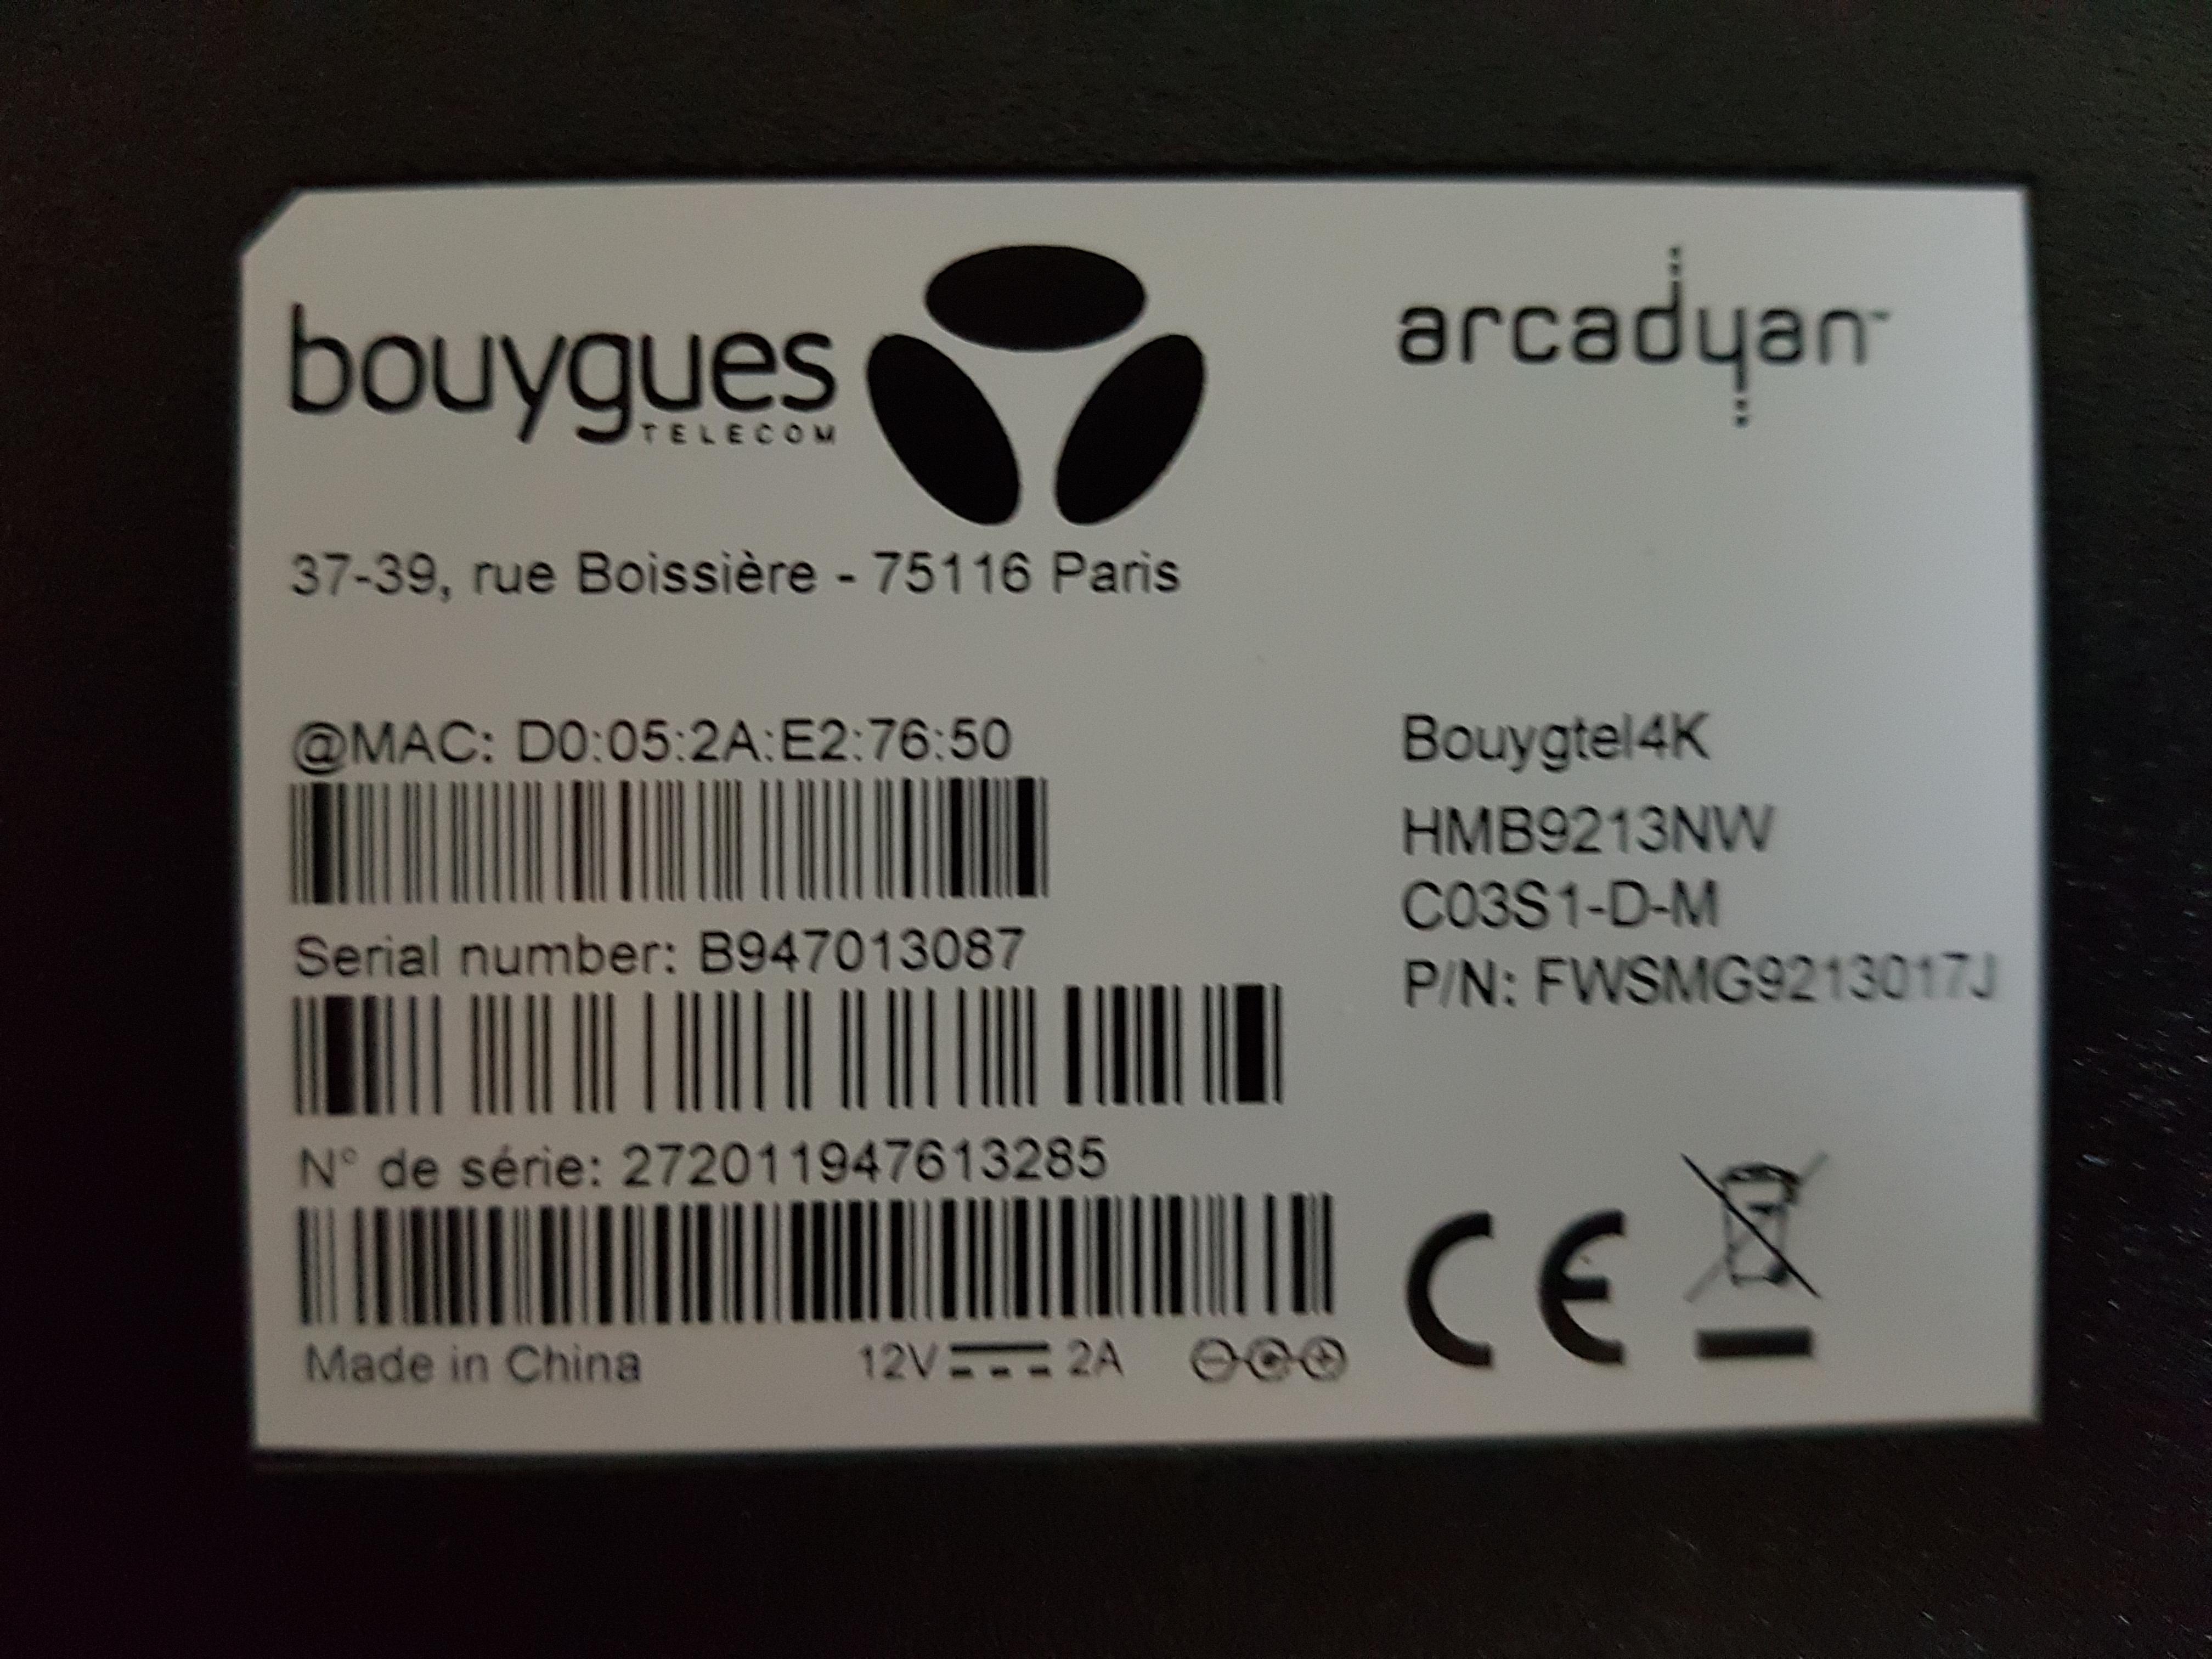 bouygues
TELECOM
arcadyan™
37-39, rue Boissière - 75116 Paris
@MAC: D0:05:2A:E2:76:50
Serial number: B947013087
N° de série: 272011947613285
Made in China
12V 2A
Bouygtel4K
HMB9213NW
C03S1-D-M
P/N: FWSMG9213017J
CE